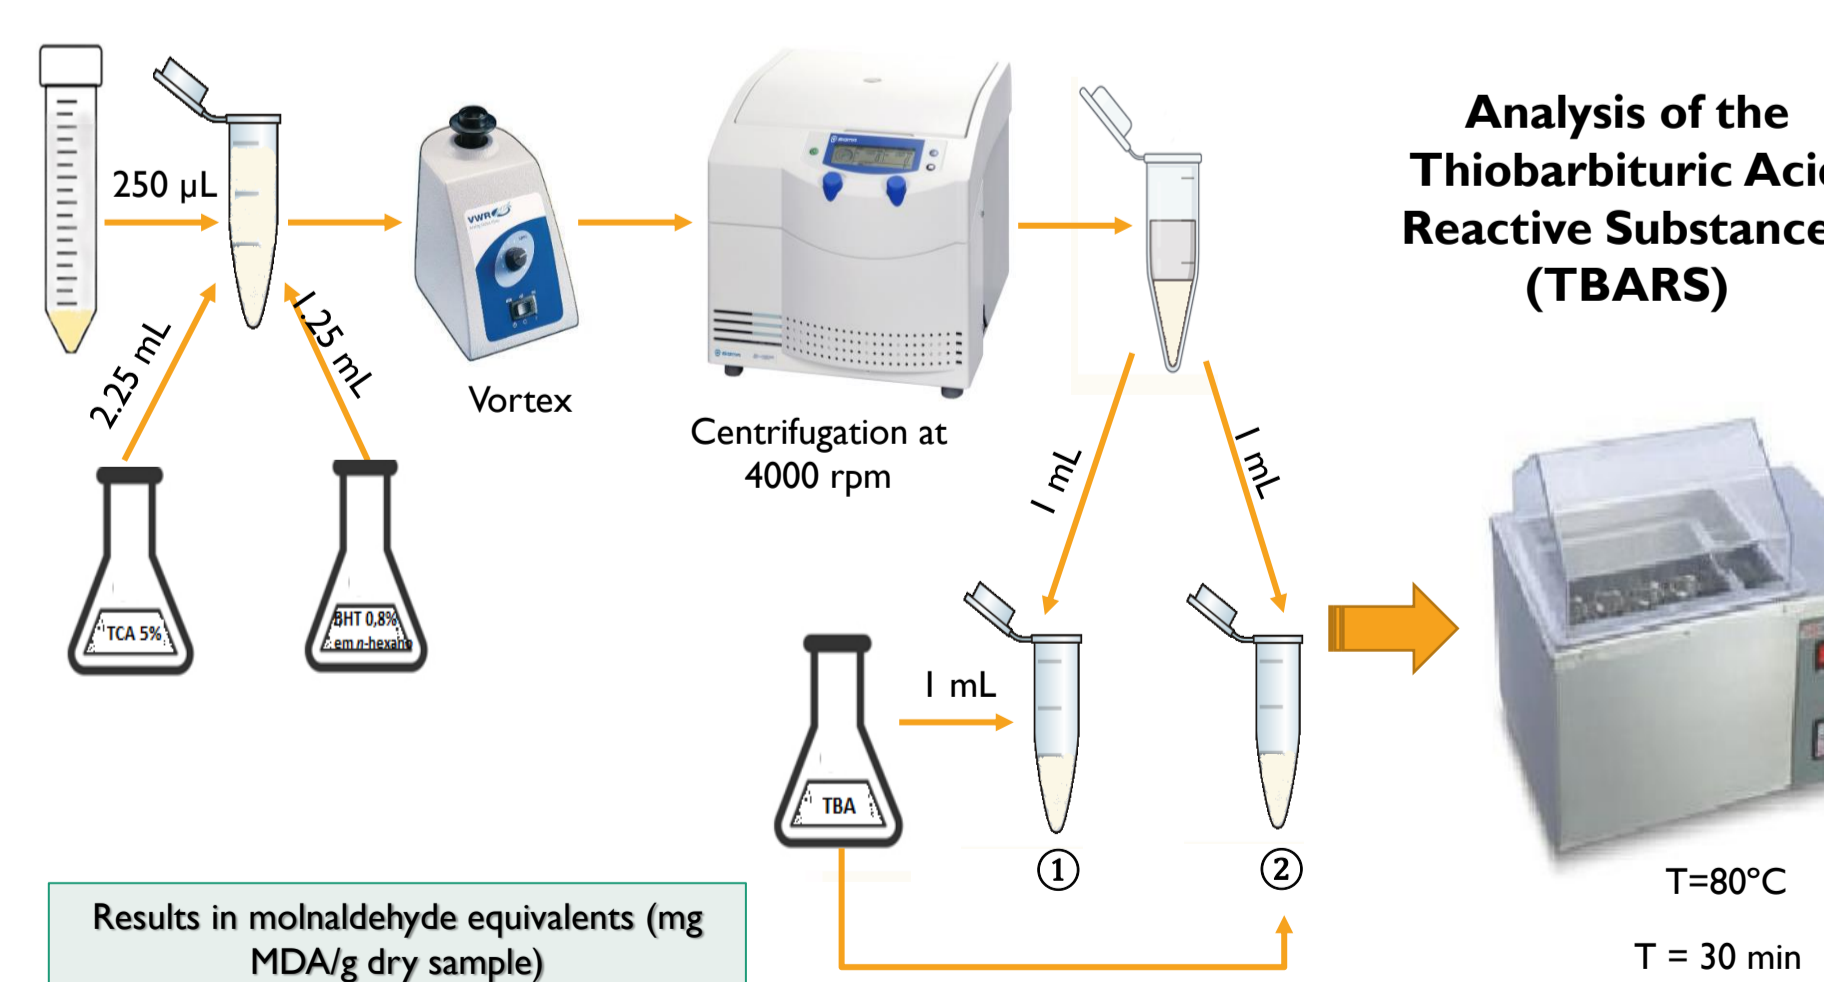 Analysis of the
Thiobarbituric Aci
Reactive Substance
(TBARS)
250 µL
2.25 mL
1.25 mL
TCA 5%
BHT 0,8%
em n-hexano
VWR
Vortex
Centrifugation at
4000 rpm
1 mL
1 mL
1 mL
TBA
①
②
T=80ºC
T = 30 min
Results in molnaldehyde equivalents (mg
MDA/g dry sample)